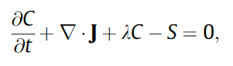 ∂C/∂t + ∇ · J + λC − S = 0,